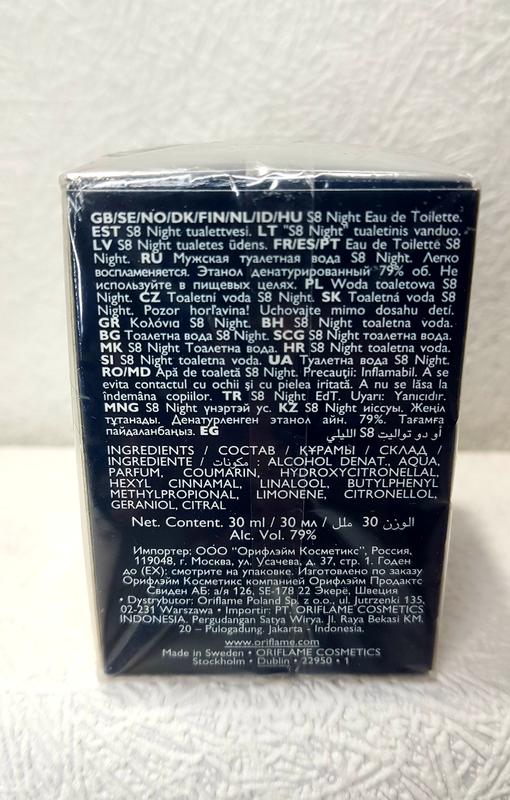 GB/SE/NO/DK/FIN/NL/ID/HU S8 Night Eau de Toilette.
EST S8 Night tualettvesi. LT "S8 Night" tualetinis vanduo.
LV S8 Night tualetes ūdens. FR/ES/PT Eau de Toilette S8
Night. RU Мужская туалетная вода S8 Night. Легко
воспламеняется. Этанол денатурированный 79% об. Не
используйте в пищевых целях. PL Woda toaletowa S8
Night. CZ Toaletní voda S8 Night. SK Toaletná voda S8
Night. Pozor horľavina! Uchovajte mimo dosahu detí.
GR Κολόνια S8 Night. BH S8 Night toaletna voda.
BG Тоалетна вода S8 Night. SCG S8 Night тоалетна вода.
MK S8 Night Тоалетна вода. HR S8 Night toaletna voda.
SI S8 Night toaletna voda. UA Туалетна вода S8 Night.
RO/MD Apă de toaletă S8 Night. Precauţii: Inflamabil. A se
evita contactul cu ochii şi cu pielea iritată. A nu se lăsa la
îndemâna copiilor. TR S8 Night EdT. Uyarı: Yanıcıdır.
MNG S8 Night үнэртэй ус. KZ S8 Night иіссуы. Жеңіл
тұтанады. Денатурленген этанол айн. 79%. Тағамға
пайдаланбаңыз. EG أو دو تواليت S8 الليلي
INGREDIENTS / СОСТАВ / ҚҰРАМЫ / СКЛАД /
INGREDIENTE / مكونات : ALCOHOL DENAT., AQUA,
PARFUM, COUMARIN, HYDROXYCITRONELLAL,
HEXYL CINNAMAL, LINALOOL, BUTYLPHENYL
METHYLPROPIONAL, LIMONENE, CITRONELLOL,
GERANIOL, CITRAL
Net. Content. 30 ml / 30 мл / الوزن 30 ملل
Alc. Vol. 79%
Импортер: ООО "Орифлэйм Косметикс", Россия,
119048, г. Москва, ул. Усачева, д. 37, стр. 1. Годен
до (EX): смотрите на упаковке. Изготовлено по заказу
Орифлэйм Косметикс компанией Орифлэйм Продактс
Свиден АБ: а/я 126, SE-178 22 Экерё, Швеция
• Dystrybutor: Oriflame Poland Sp. z o.o., ul. Jutrzenki 135,
02-231 Warszawa • Importir: PT. ORIFLAME COSMETICS
INDONESIA, Pergudangan Satya Wirya. Jl. Raya Bekasi KM.
20 – Pulogadung. Jakarta - Indonesia.
www.oriflame.com
Made in Sweden • ORIFLAME COSMETICS
Stockholm • Dublin • 22950 • 1